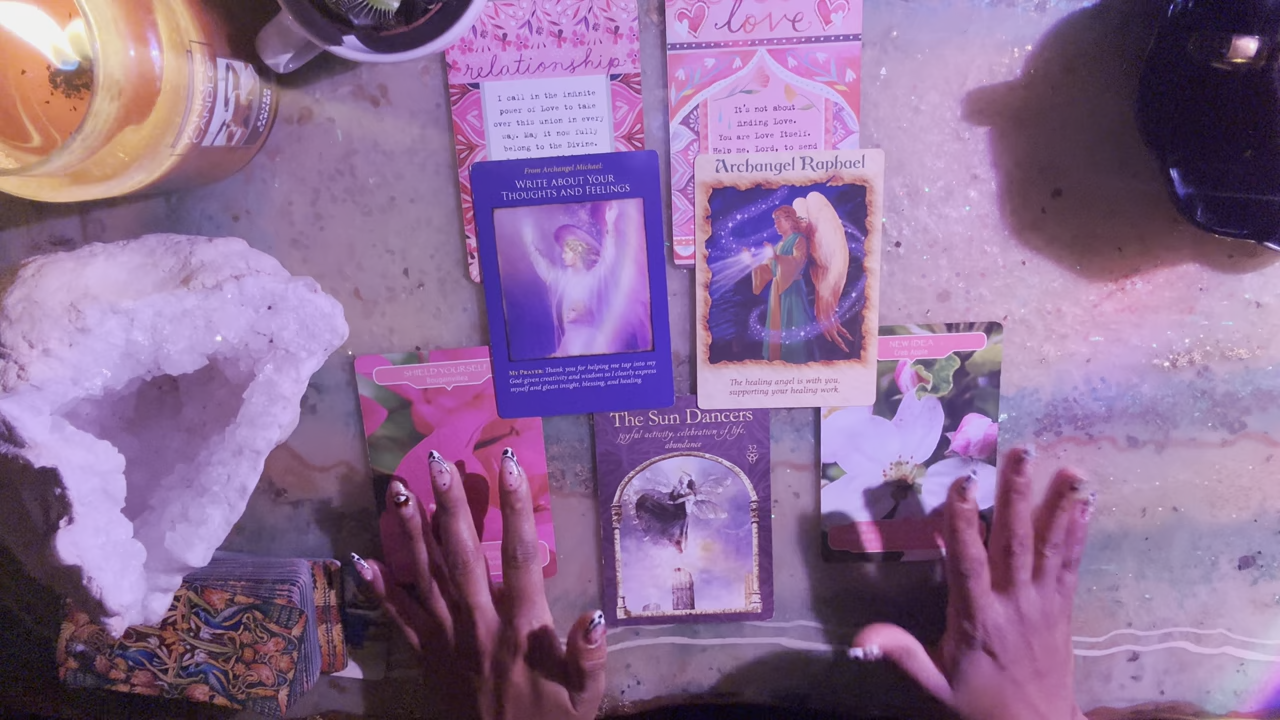 relationship
I call in the infinite
power of Love to take
over this union in every
way. May it now fully
belong to the Divine.
love
It's not about
finding Love.
You are Love Itself.
Help me, Lord, to send
From Archangel Michael:
WRITE ABOUT YOUR
THOUGHTS AND FEELINGS
MY PRAYER: Thank you for helping me tap into my
God-given creativity and wisdom so I clearly express
myself and glean insight, blessing, and healing.
Archangel Raphael
The healing angel is with you,
supporting your healing work.
SHIELD YOURSELF
Bougainvillea
NEW IDEA
The Sun Dancers
Joyful activity, celebration of life,
abundance
32
CANDLE